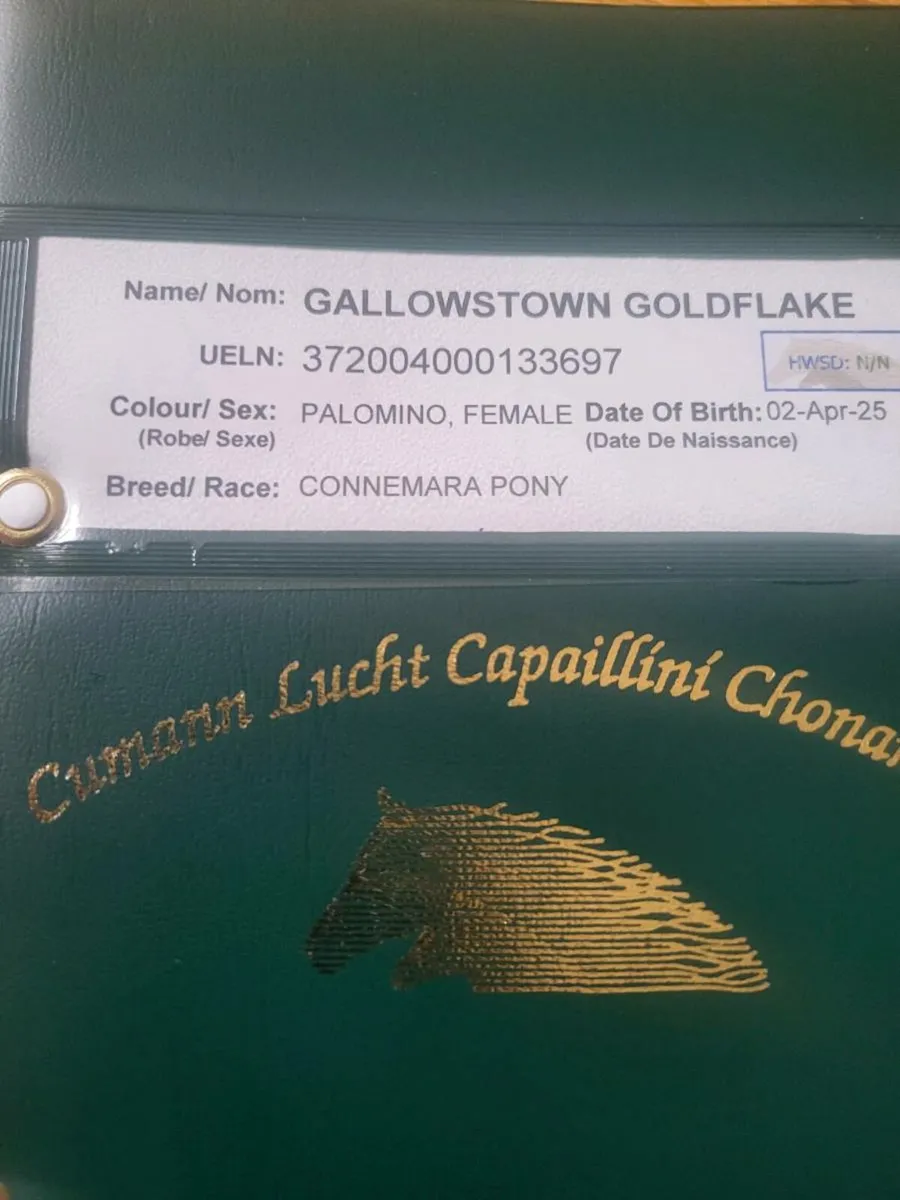 Name/ Nom: GALLOWSTOWN GOLDFLAKE
UELN: 372004000133697
HWSD: N/N
Colour/ Sex: PALOMINO, FEMALE Date Of Birth: 02-Apr-25
(Robe/ Sexe) (Date De Naissance)
Breed/ Race: CONNEMARA PONY
Cumann Lucht Capaillíní Chona